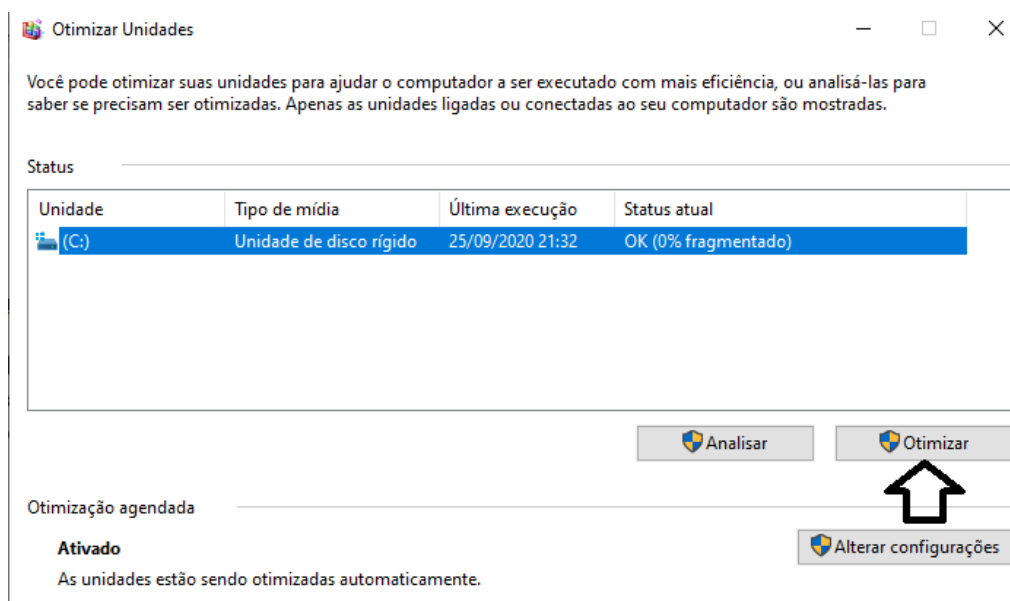 Otimizar Unidades
Você pode otimizar suas unidades para ajudar o computador a ser executado com mais eficiência, ou analisá-las para
saber se precisam ser otimizadas. Apenas as unidades ligadas ou conectadas ao seu computador são mostradas.
Status
Unidade Tipo de mídia Última execução Status atual
(C:) Unidade de disco rígido 25/09/2020 21:32 OK (0% fragmentado)
Analisar Otimizar
Otimização agendada
Ativado Alterar configurações
As unidades estão sendo otimizadas automaticamente.